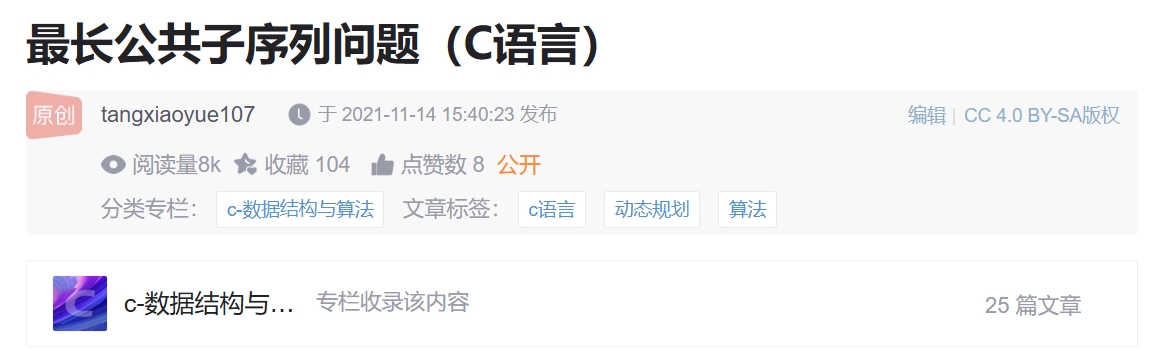 最长公共子序列问题（C语言）
原创 tangxiaoyue107 于 2021-11-14 15:40:23 发布 编辑 | CC 4.0 BY-SA版权
阅读量8k 收藏 104 点赞数 8 公开
分类专栏： c-数据结构与算法 文章标签： c语言 动态规划 算法
C c-数据结构与... 专栏收录该内容 25 篇文章